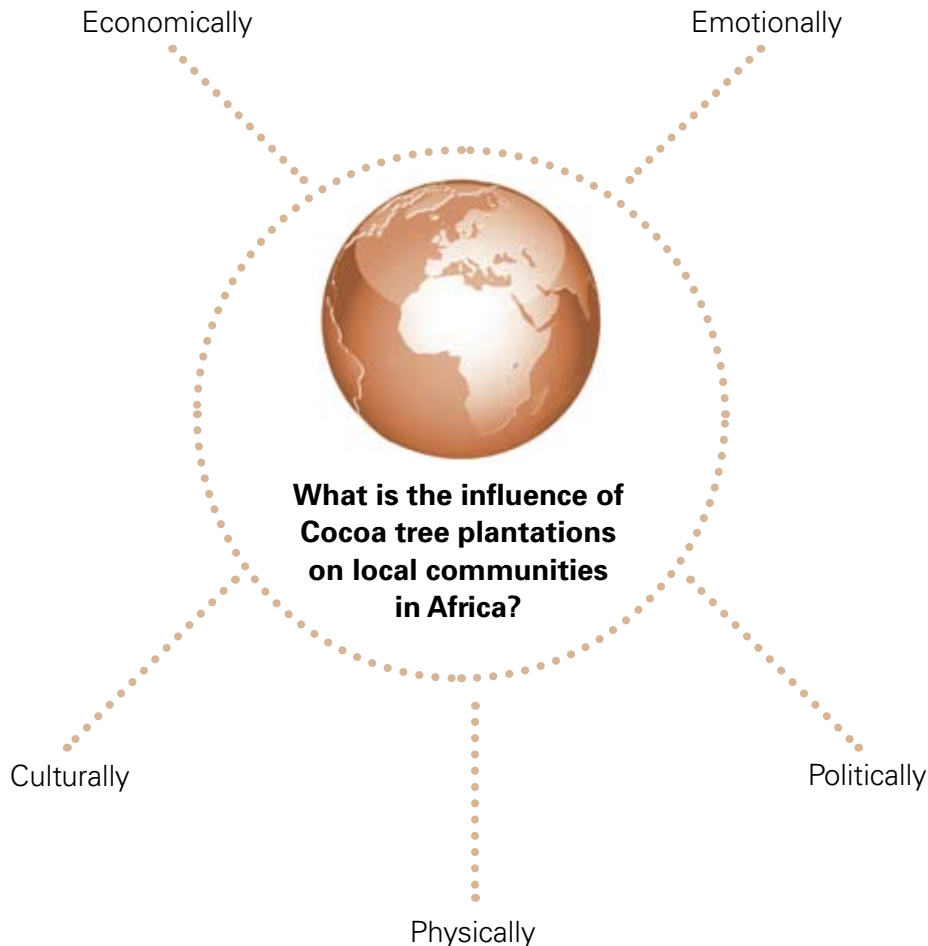 Economically
Emotionally
What is the influence of
Cocoa tree plantations
on local communities
in Africa?
Culturally
Politically
Physically